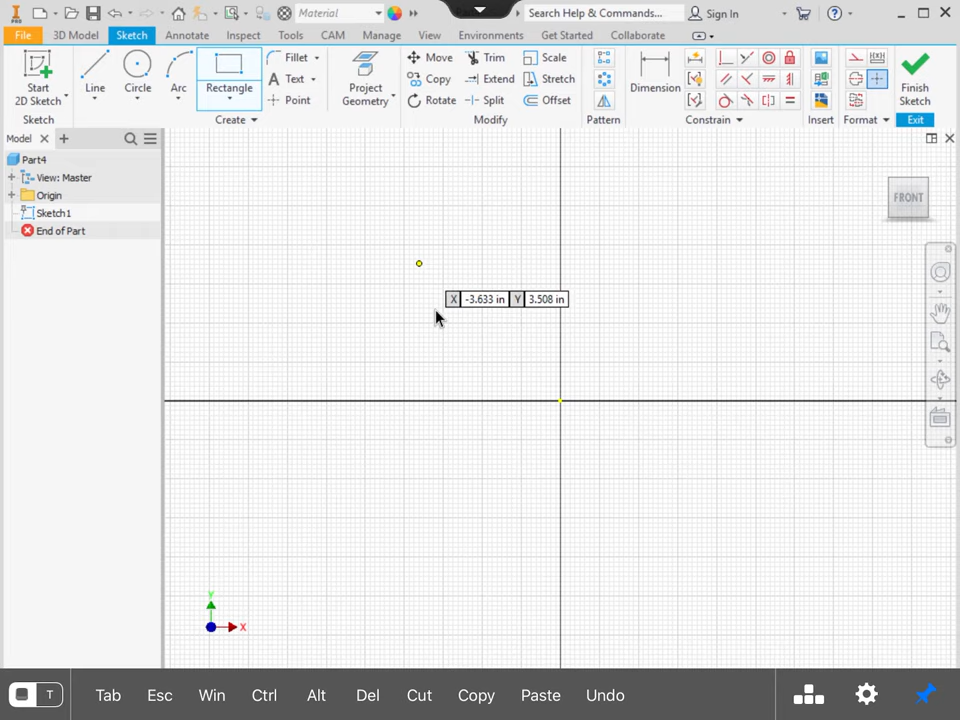 Material
Search Help & Commands...
Sign In
File 3D Model Sketch Annotate Inspect Tools CAM Manage View Environments Get Started Collaborate
Start
2D Sketch
Line
Circle
Arc
Rectangle
Fillet
Text
Point
Project
Geometry
Move
Copy
Rotate
Trim
Extend
Split
Scale
Stretch
Offset
Dimension
Finish
Sketch
Sketch Create Modify Pattern Constrain Insert Format Exit
Model
Part4
View: Master
Origin
Sketch1
End of Part
FRONT
X -3.633 in Y 3.508 in
Y
X
T Tab Esc Win Ctrl Alt Del Cut Copy Paste Undo